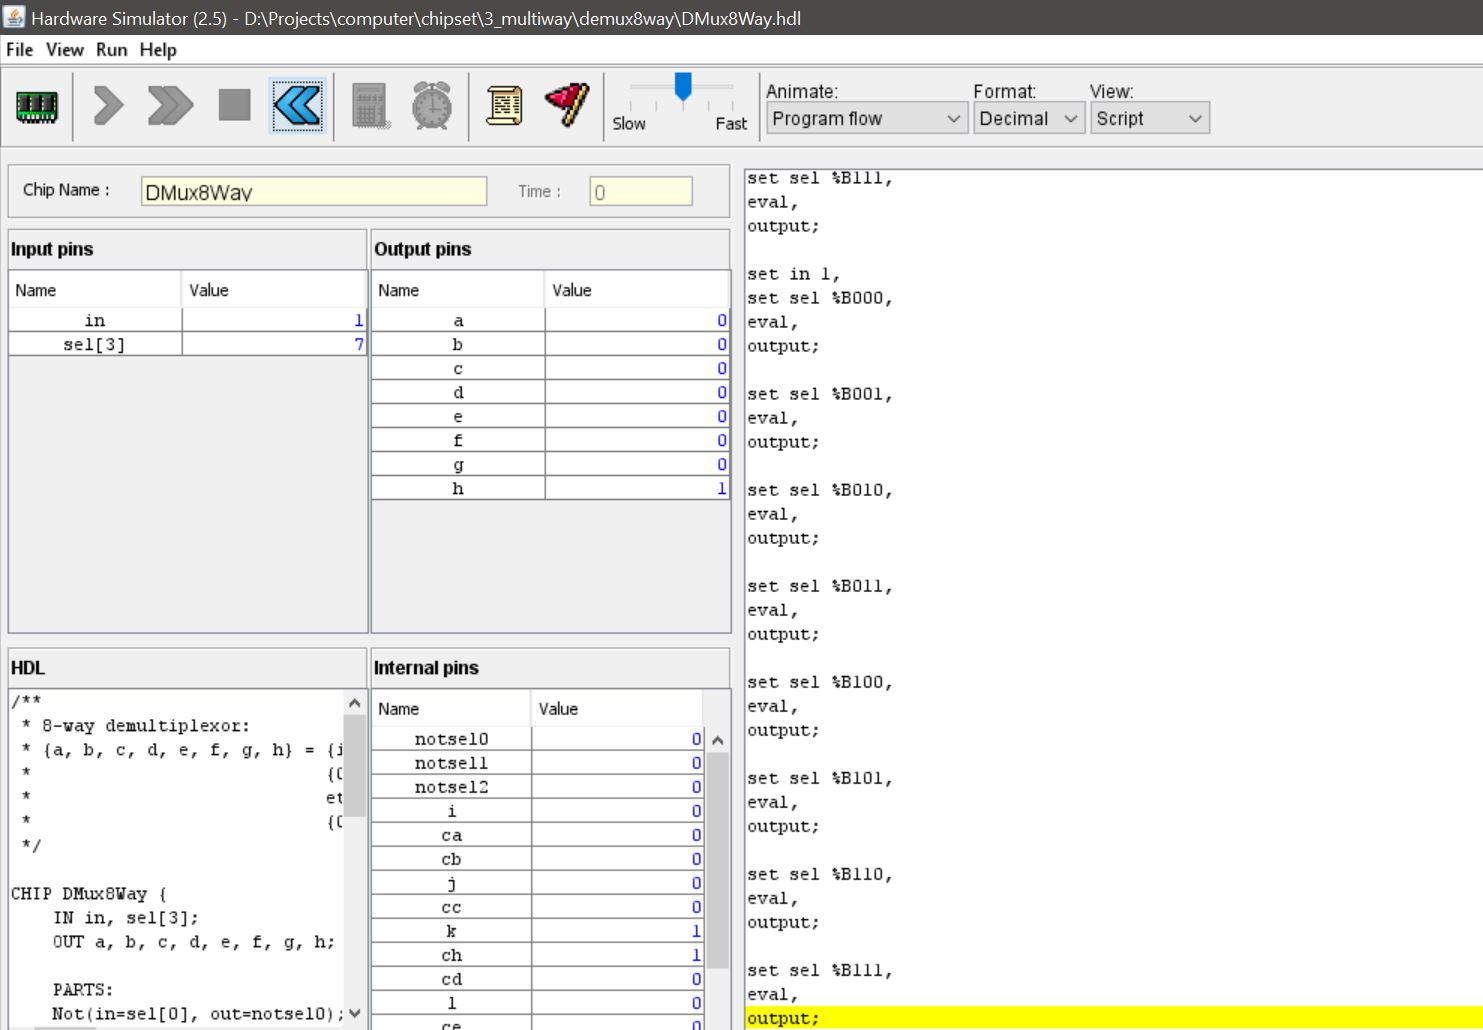 Hardware Simulator (2.5) - D:\Projects\computer\chipset\3_multiway\demux8way\DMux8Way.hdl
File View Run Help
Slow Fast
Animate: Format: View:
Program flow Decimal Script
Chip Name : DMux8Way Time : 0
Input pins
Name Value
in 1
sel[3] 7
Output pins
Name Value
a 0
b 0
c 0
d 0
e 0
f 0
g 0
h 1
HDL
/**
* 8-way demultiplexor:
* {a, b, c, d, e, f, g, h} = {i
* {0
* et
* {0
*/
CHIP DMux8Way {
IN in, sel[3];
OUT a, b, c, d, e, f, g, h;
PARTS:
Not(in=sel[0], out=notsel0);
Internal pins
Name Value
notsel0 0
notsel1 0
notsel2 0
i 0
ca 0
cb 0
j 0
cc 0
k 1
ch 1
cd 0
l 0
ce 0
set sel %B111,
eval,
output;
set in 1,
set sel %B000,
eval,
output;
set sel %B001,
eval,
output;
set sel %B010,
eval,
output;
set sel %B011,
eval,
output;
set sel %B100,
eval,
output;
set sel %B101,
eval,
output;
set sel %B110,
eval,
output;
set sel %B111,
eval,
output;